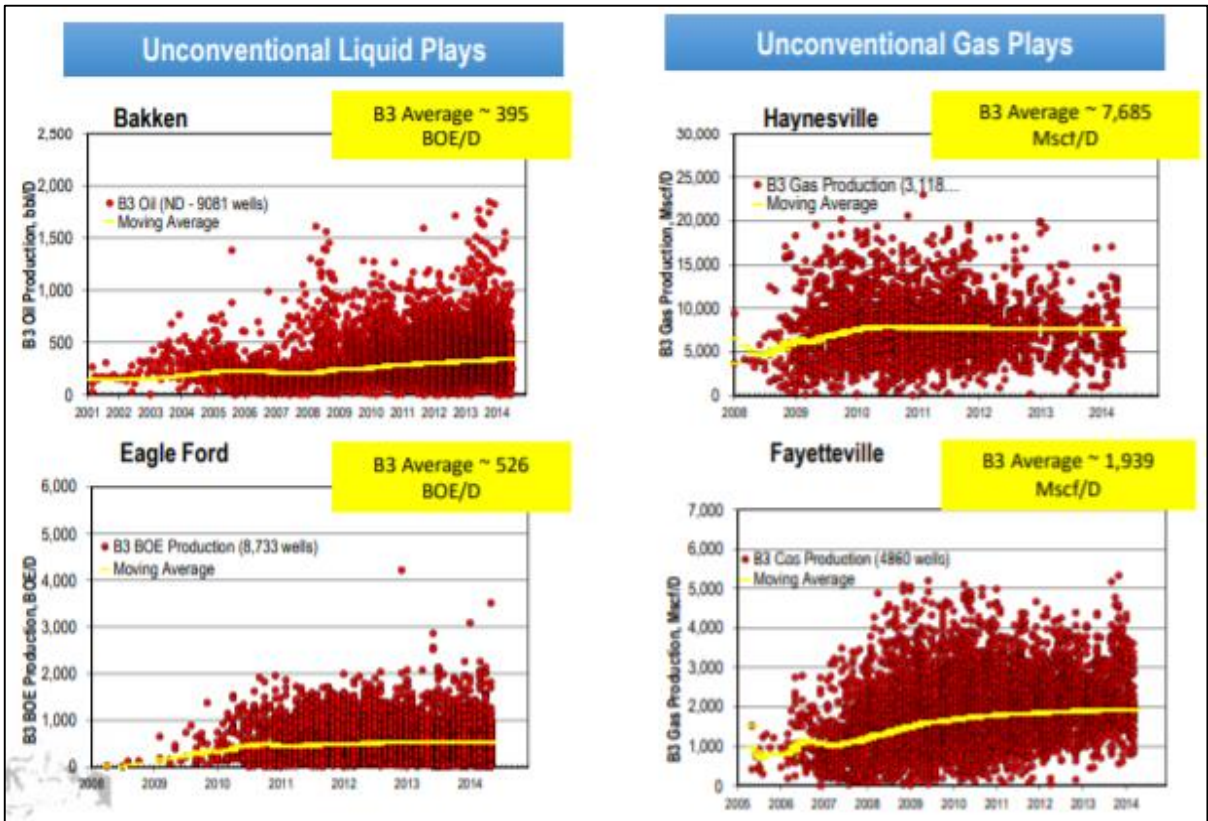 Unconventional Liquid Plays
Unconventional Gas Plays
Bakken
B3 Average ~ 395
BOE/D
2,500
2,000
1,500
1,000
500
0
B3 Oil Production, bbl/D
B3 Oil (ND - 9081 wells)
Moving Average
2001 2002 2003 2004 2005 2006 2007 2008 2009 2010 2011 2012 2013 2014
Haynesville
B3 Average ~ 7,685
Mscf/D
30,000
25,000
20,000
15,000
10,000
5,000
0
B3 Gas Production, Mscf/D
B3 Gas Production (3,118...
Moving Average
2008 2009 2010 2011 2012 2013 2014
Eagle Ford
B3 Average ~ 526
BOE/D
6,000
5,000
4,000
3,000
2,000
1,000
0
B3 BOE Production, BOE/D
B3 BOE Production (8,733 wells)
Moving Average
2008 2009 2010 2011 2012 2013 2014
Fayetteville
B3 Average ~ 1,939
Mscf/D
7,000
6,000
5,000
4,000
3,000
2,000
1,000
0
B3 Gas Production, Mscf/D
B3 Gas Production (4860 wells)
Moving Average
2005 2006 2007 2008 2009 2010 2011 2012 2013 2014